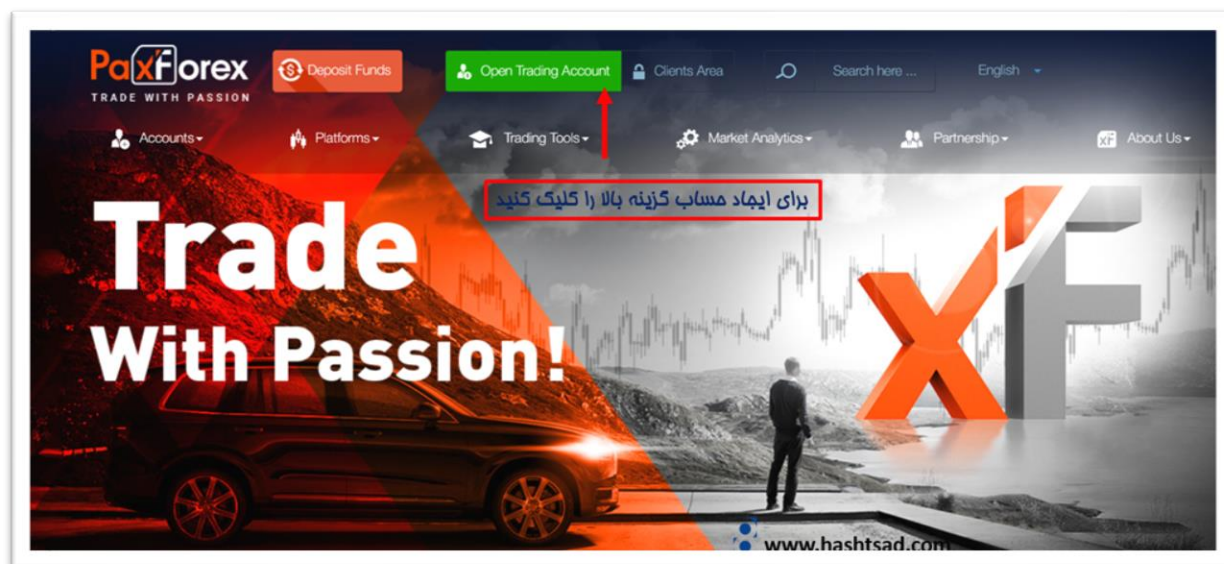 PaxForex
TRADE WITH PASSION
Deposit Funds
Open Trading Account
Clients Area
Search here ...
English
Accounts
Platforms
Trading Tools
Market Analytics
Partnership
xF
About Us
برای ایجاد حساب گزینه بالا را کلیک کنید
Trade
With Passion!
xF
www.hashtsad.com